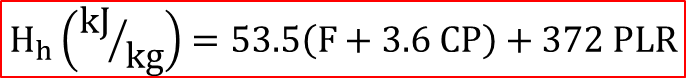 Hₕ (kJ/kg) = 53.5(F + 3.6 CP) + 372 PLR